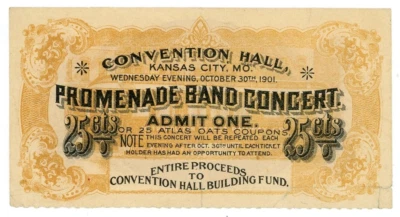 CONVENTION HALL,
KANSAS CITY, MO.
WEDNESDAY EVENING, OCTOBER 30TH, 1901.
PROMENADE BAND CONCERT.
ADMIT ONE.
25 CTS OR 25 ATLAS OATS COUPONS 25 CTS
NOTE THIS CONCERT WILL BE REPEATED EACH
EVENING AFTER OCT. 30TH UNTIL EACH TICKET
HOLDER HAS HAD AN OPPORTUNITY TO ATTEND.
ENTIRE PROCEEDS
TO
CONVENTION HALL BUILDING FUND.